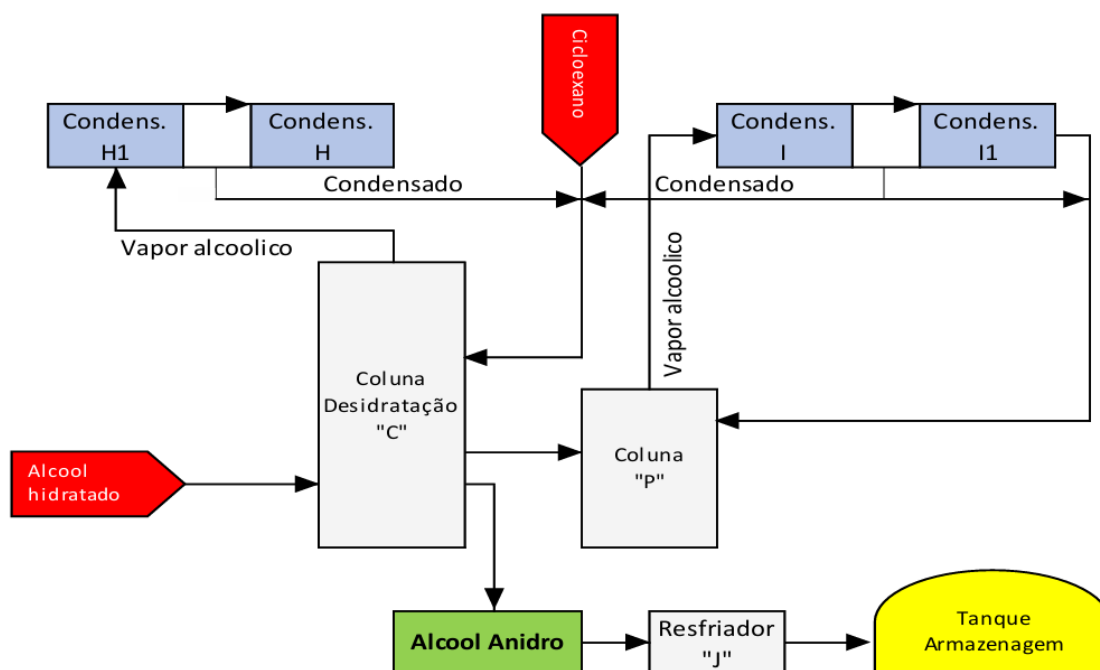 Cicloexano
Condens.
H1
Condens.
H
Condens.
I
Condens.
I1
Condensado
Condensado
Vapor alcoolico
Vapor alcoolico
Coluna
Desidratação
"C"
Coluna
"P"
Alcool
hidratado
Alcool Anidro
Resfriador
"J"
Tanque
Armazenagem